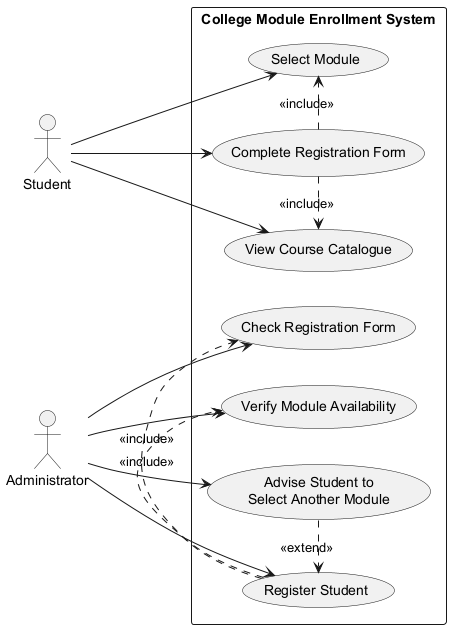 College Module Enrollment System
Select Module
«include»
Complete Registration Form
Student
«include»
View Course Catalogue
Check Registration Form
Verify Module Availability
«include»
«include»
Administrator
Advise Student to
Select Another Module
«extend»
Register Student